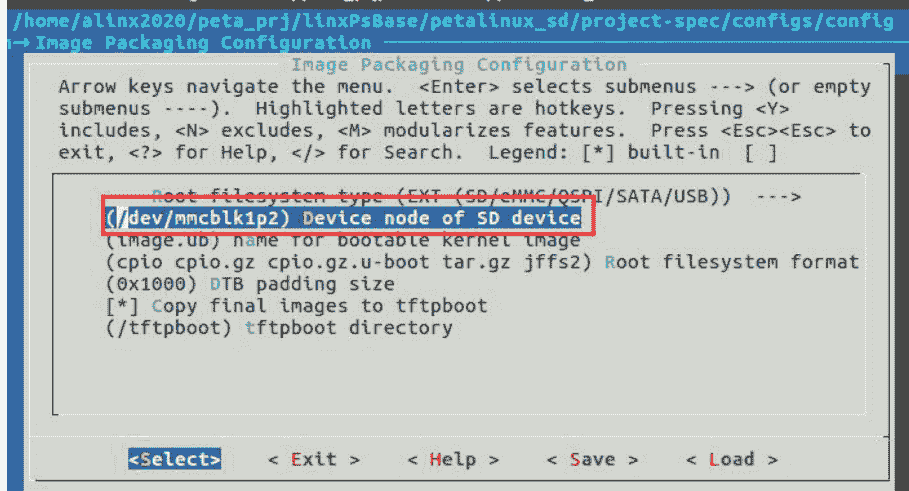 /home/alinx2020/peta_prj/linxPsBase/petalinux_sd/project-spec/configs/config
→ Image Packaging Configuration
Image Packaging Configuration
Arrow keys navigate the menu. <Enter> selects submenus ---> (or empty
submenus ----). Highlighted letters are hotkeys. Pressing <Y>
includes, <N> excludes, <M> modularizes features. Press <Esc><Esc> to
exit, <?> for Help, </> for Search. Legend: [*] built-in [ ]
Root filesystem type (EXT (SD/eMMC/QSPI/SATA/USB)) --->
(/dev/mmcblk1p2) Device node of SD device
(image.ub) name for bootable kernel image
(cpio cpio.gz cpio.gz.u-boot tar.gz jffs2) Root filesystem format
(0x1000) DTB padding size
[*] Copy final images to tftpboot
(/tftpboot) tftpboot directory
<Select> < Exit > < Help > < Save > < Load >